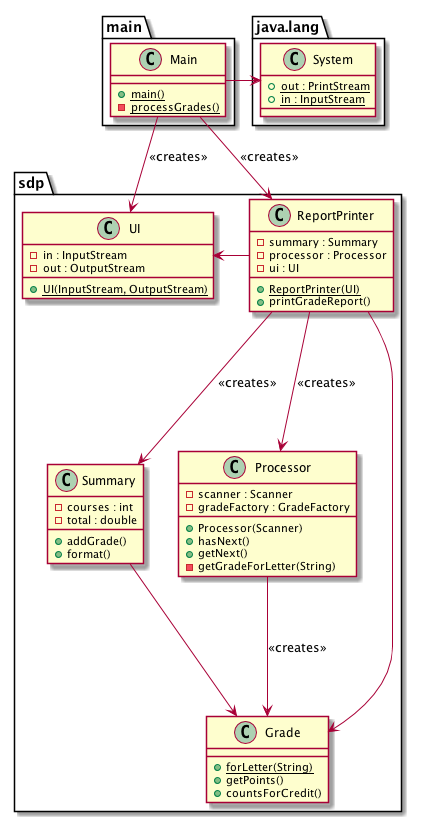 main
java.lang
C Main
main()
processGrades()
C System
out : PrintStream
in : InputStream
«creates»
«creates»
sdp
C UI
in : InputStream
out : OutputStream
UI(InputStream, OutputStream)
C ReportPrinter
summary : Summary
processor : Processor
ui : UI
ReportPrinter(UI)
printGradeReport()
«creates»
«creates»
C Summary
courses : int
total : double
addGrade()
format()
C Processor
scanner : Scanner
gradeFactory : GradeFactory
Processor(Scanner)
hasNext()
getNext()
getGradeForLetter(String)
«creates»
C Grade
forLetter(String)
getPoints()
countsForCredit()